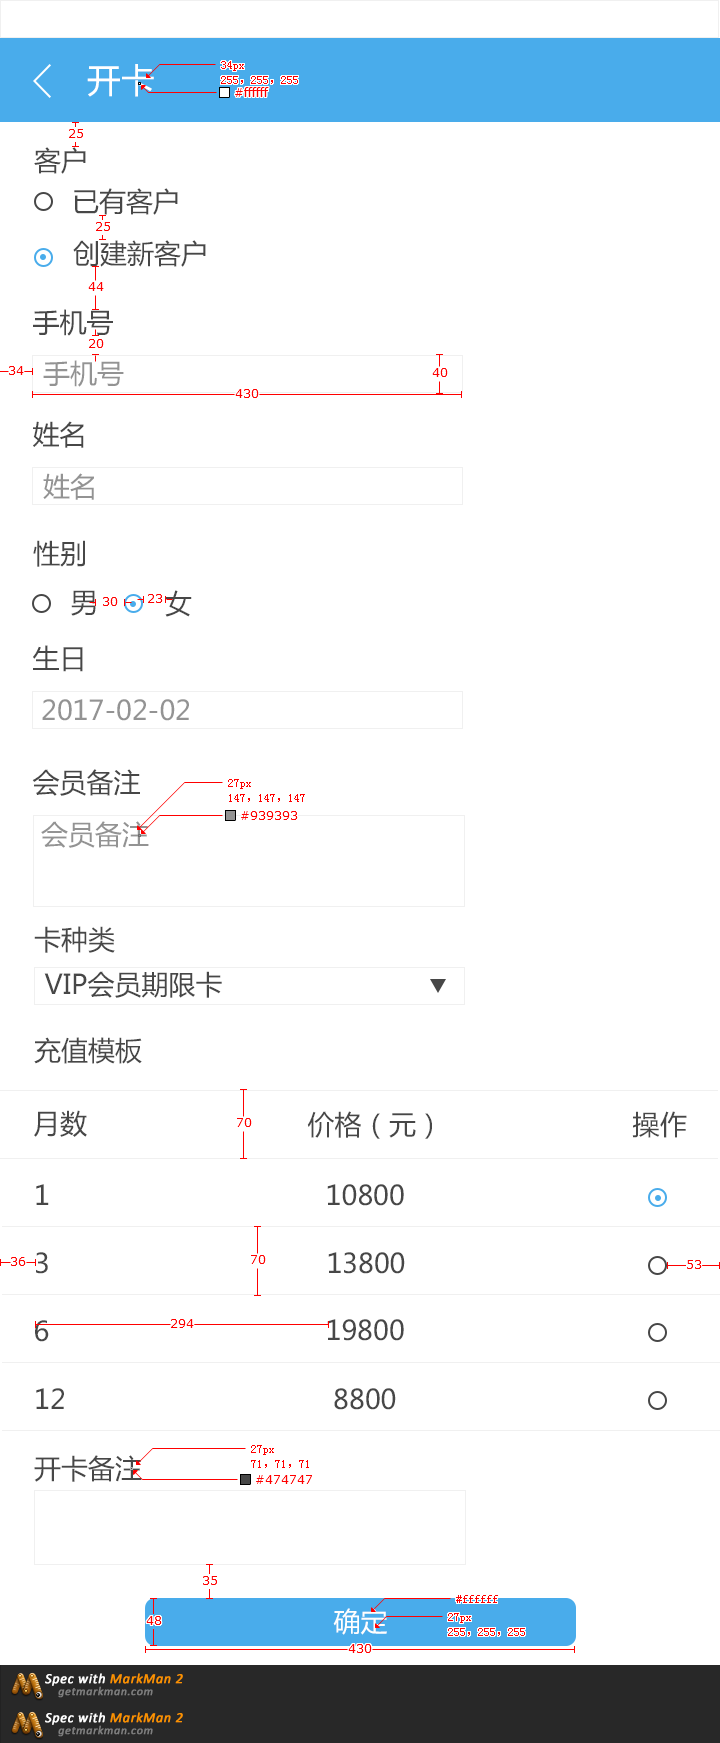 开卡
34px
255, 255, 255
#ffffff
25
客户
已有客户
25
创建新客户
44
手机号
20
34
手机号
40
430
姓名
姓名
性别
男
30
23
女
生日
2017-02-02
会员备注
27px
147, 147, 147
#939393
会员备注
卡种类
VIP会员期限卡
充值模板
月数
70
价格（元）
操作
1
10800
36
3
70
13800
53
6
294
19800
12
8800
开卡备注
27px
71, 71, 71
#474747
35
48
确定
#ffffff
27px
255, 255, 255
430
Spec with MarkMan 2
getmarkman.com
Spec with MarkMan 2
getmarkman.com